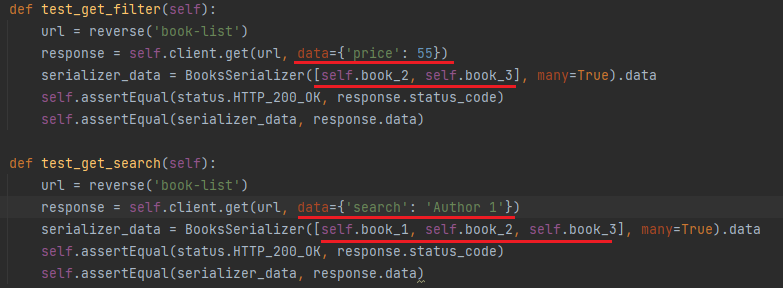 def test_get_filter(self):
    url = reverse('book-list')
    response = self.client.get(url, data={'price': 55})
    serializer_data = BooksSerializer([self.book_2, self.book_3], many=True).data
    self.assertEqual(status.HTTP_200_OK, response.status_code)
    self.assertEqual(serializer_data, response.data)
def test_get_search(self):
    url = reverse('book-list')
    response = self.client.get(url, data={'search': 'Author 1'})
    serializer_data = BooksSerializer([self.book_1, self.book_2, self.book_3], many=True).data
    self.assertEqual(status.HTTP_200_OK, response.status_code)
    self.assertEqual(serializer_data, response.data)